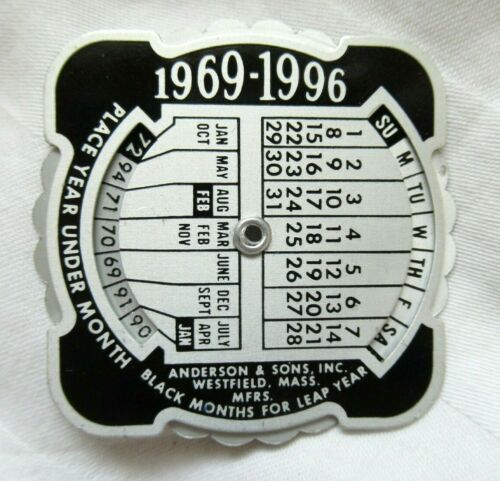 1969-1996
PLACE YEAR UNDER MONTH
72 94 71 70 69 91 90
JAN MAY AUG MAR JUNE DEC JULY
OCT FEB FEB SEPT APR
NOV JAN
SU M TU W TH F SA
1 2 3 4 5 6 7
8 9 10 11 12 13 14
15 16 17 18 19 20 21
22 23 24 25 26 27 28
29 30 31
ANDERSON & SONS, INC.
WESTFIELD, MASS.
MFRS.
BLACK MONTHS FOR LEAP YEAR